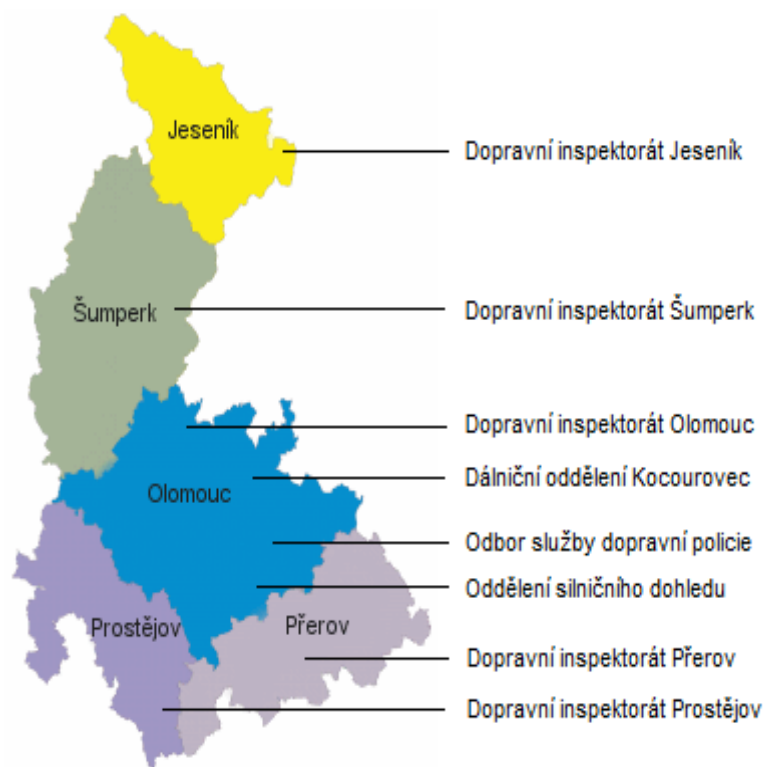 Jeseník
Dopravní inspektorát Jeseník
Šumperk
Dopravní inspektorát Šumperk
Dopravní inspektorát Olomouc
Dálniční oddělení Kocourovec
Olomouc
Odbor služby dopravní policie
Oddělení silničního dohledu
Prostějov
Přerov
Dopravní inspektorát Přerov
Dopravní inspektorát Prostějov